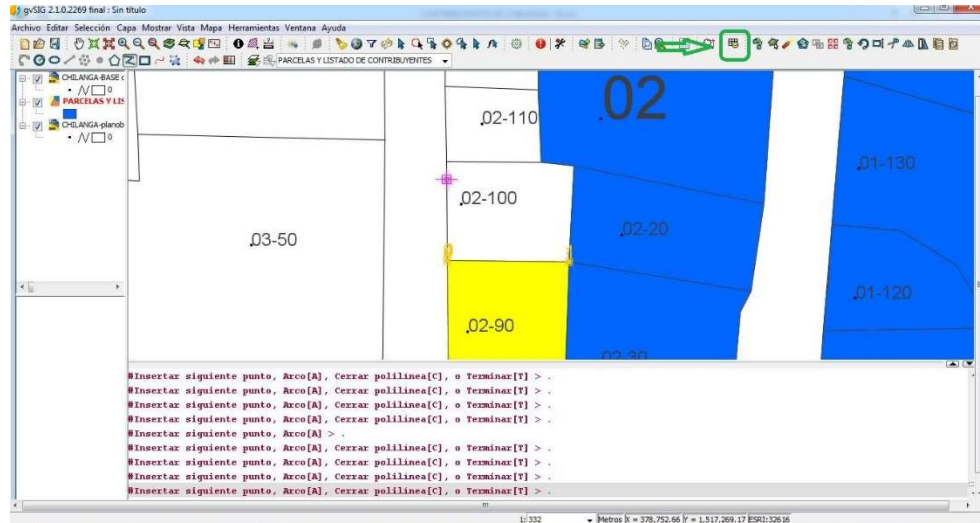 gvSIG 2.1.0.2269 final : Sin título
Archivo Editar Selección Capa Mostrar Vista Mapa Herramientas Ventana Ayuda
PARCELAS Y LISTADO DE CONTRIBUYENTES
CHILANGA-BASE c
0
PARCELAS Y LIS
CHILANGA-planob
0
02
02-110
01-130
02-100
02-20
03-50
01-120
02-90
02-30
#Insertar siguiente punto, Arco[A], Cerrar polilinea[C], o Terminar[T] > .
#Insertar siguiente punto, Arco[A], Cerrar polilinea[C], o Terminar[T] > .
#Insertar siguiente punto, Arco[A], Cerrar polilinea[C], o Terminar[T] > .
#Insertar siguiente punto, Arco[A], Cerrar polilinea[C], o Terminar[T] > .
#Insertar siguiente punto, Arco[A] > .
#Insertar siguiente punto, Arco[A], Cerrar polilinea[C], o Terminar[T] > .
#Insertar siguiente punto, Arco[A], Cerrar polilinea[C], o Terminar[T] > .
#Insertar siguiente punto, Arco[A], Cerrar polilinea[C], o Terminar[T] > .
#Insertar siguiente punto, Arco[A], Cerrar polilinea[C], o Terminar[T] > .
1: 332 Metros X = 378,752.66 Y = 1,517,269.17 ESRI:32616